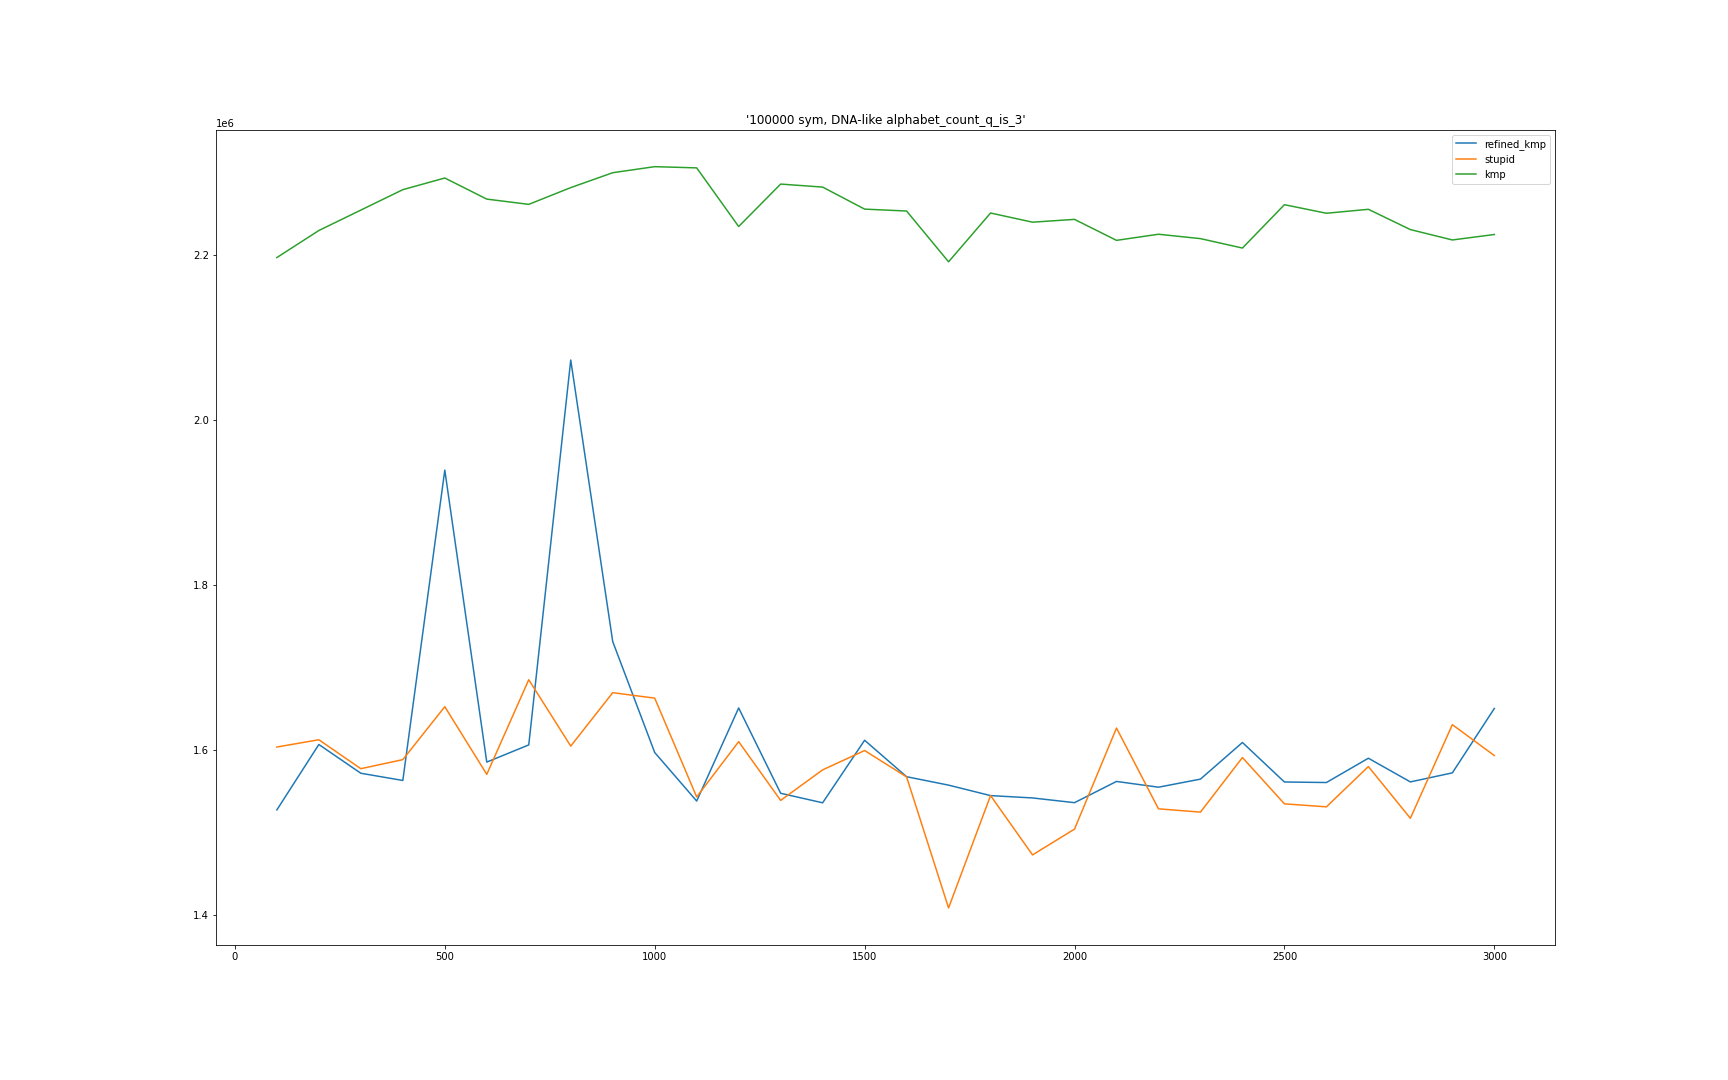 '100000 sym, DNA-like alphabet_count_q_is_3'
1e6
refined_kmp
stupid
kmp
2.2
2.0
1.8
1.6
1.4
0 500 1000 1500 2000 2500 3000